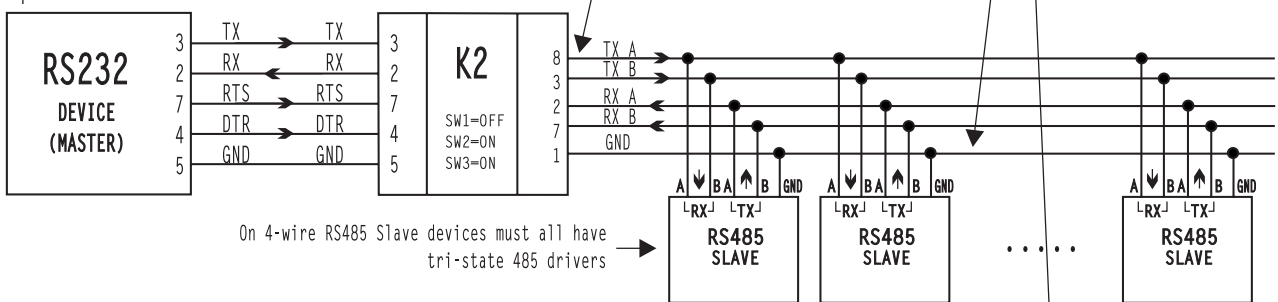 RS232
DEVICE
(MASTER)
3 TX TX 3
2 RX RX 2
7 RTS RTS 7
4 DTR DTR 4
5 GND GND 5
K2
SW1=OFF
SW2=ON
SW3=ON
8 TX A
3 TX B
2 RX A
7 RX B
1 GND
A B A B GND
RX TX
RS485
SLAVE
A B A B GND
RX TX
RS485
SLAVE
. . . . .
A B A B GND
RX TX
RS485
SLAVE
On 4-wire RS485 Slave devices must all have
tri-state 485 drivers